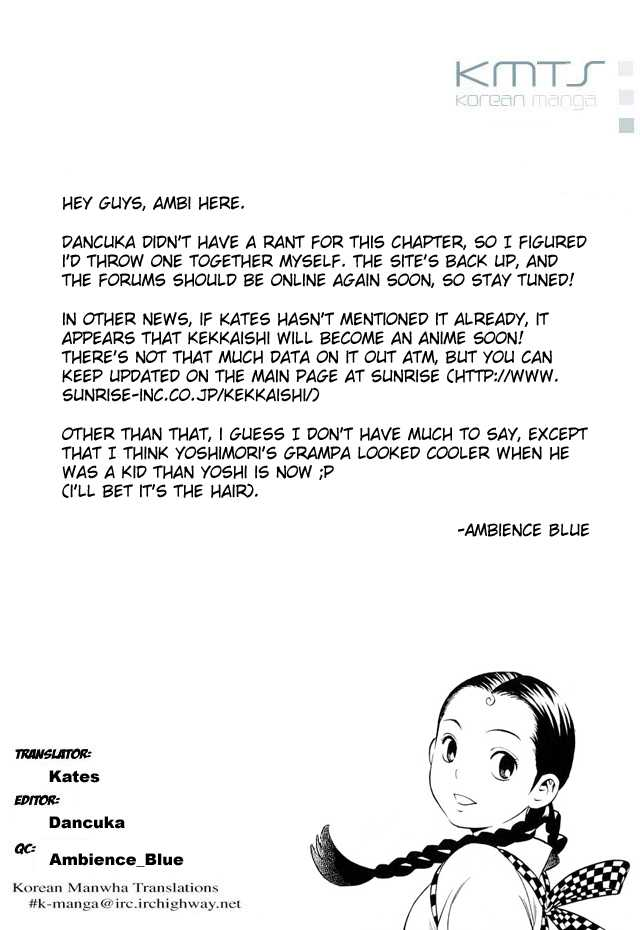 KMTS
Korean manga
HEY GUYS, AMBI HERE.
DANCUKA DIDN'T HAVE A RANT FOR THIS CHAPTER, SO I FIGURED
I'D THROW ONE TOGETHER MYSELF. THE SITE'S BACK UP, AND
THE FORUMS SHOULD BE ONLINE AGAIN SOON, SO STAY TUNED!
IN OTHER NEWS, IF KATES HASN'T MENTIONED IT ALREADY, IT
APPEARS THAT KEKKAISHI WILL BECOME AN ANIME SOON!
THERE'S NOT THAT MUCH DATA ON IT OUT ATM, BUT YOU CAN
KEEP UPDATED ON THE MAIN PAGE AT SUNRISE (HTTP://WWW.
SUNRISE-INC.CO.JP/KEKKAISHI/)
OTHER THAN THAT, I GUESS I DON'T HAVE MUCH TO SAY, EXCEPT
THAT I THINK YOSHIMORI'S GRAMPA LOOKED COOLER WHEN HE
WAS A KID THAN YOSHI IS NOW ;P
(I'LL BET IT'S THE HAIR).
-AMBIENCE BLUE
TRANSLATOR:
Kates
EDITOR:
Dancuka
QC:
Ambience_Blue
Korean Manwha Translations
#k-manga@irc.irchighway.net